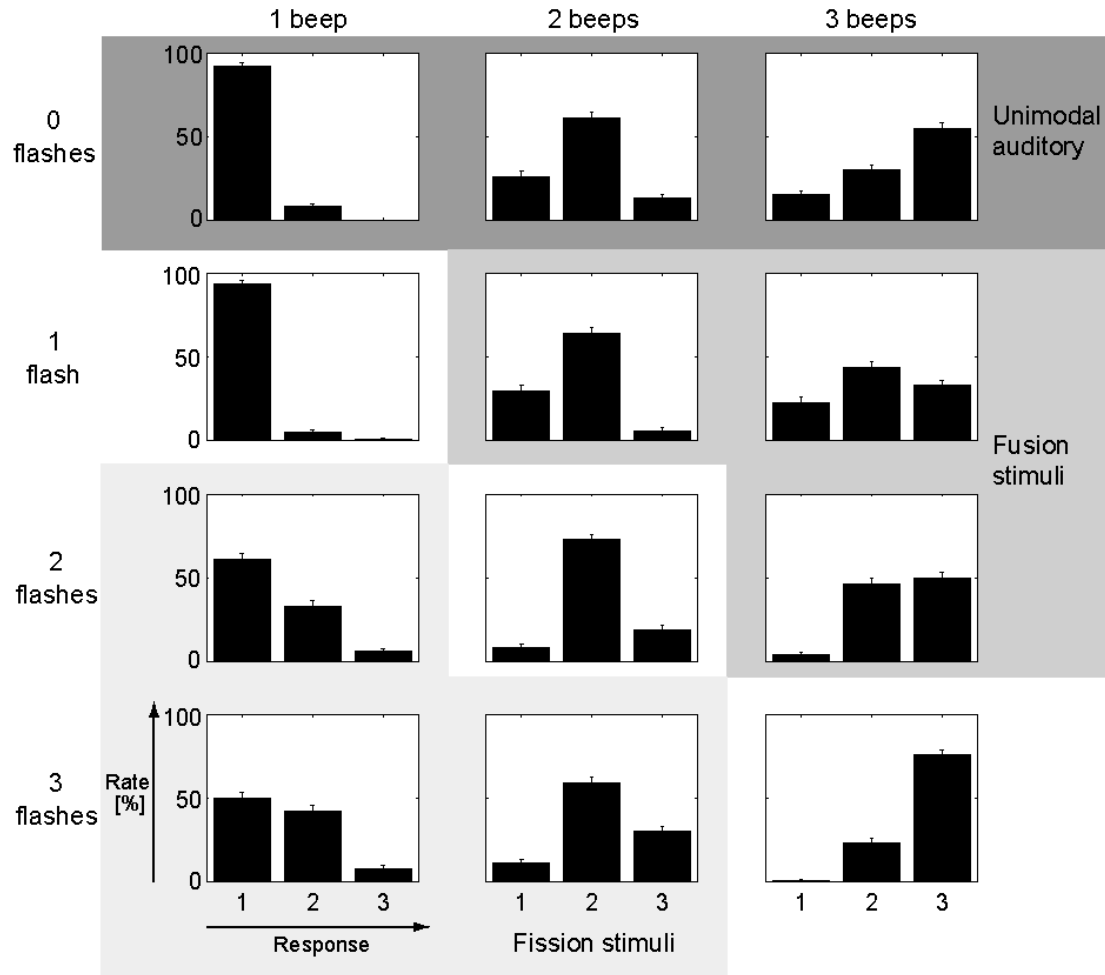 1 beep
2 beeps
3 beeps
0
flashes
100
50
0
Unimodal
auditory
1
flash
100
50
0
Fusion
stimuli
2
flashes
100
50
0
3
flashes
Rate
[%]
100
50
0
1 2 3
1 2 3
1 2 3
Response
Fission stimuli